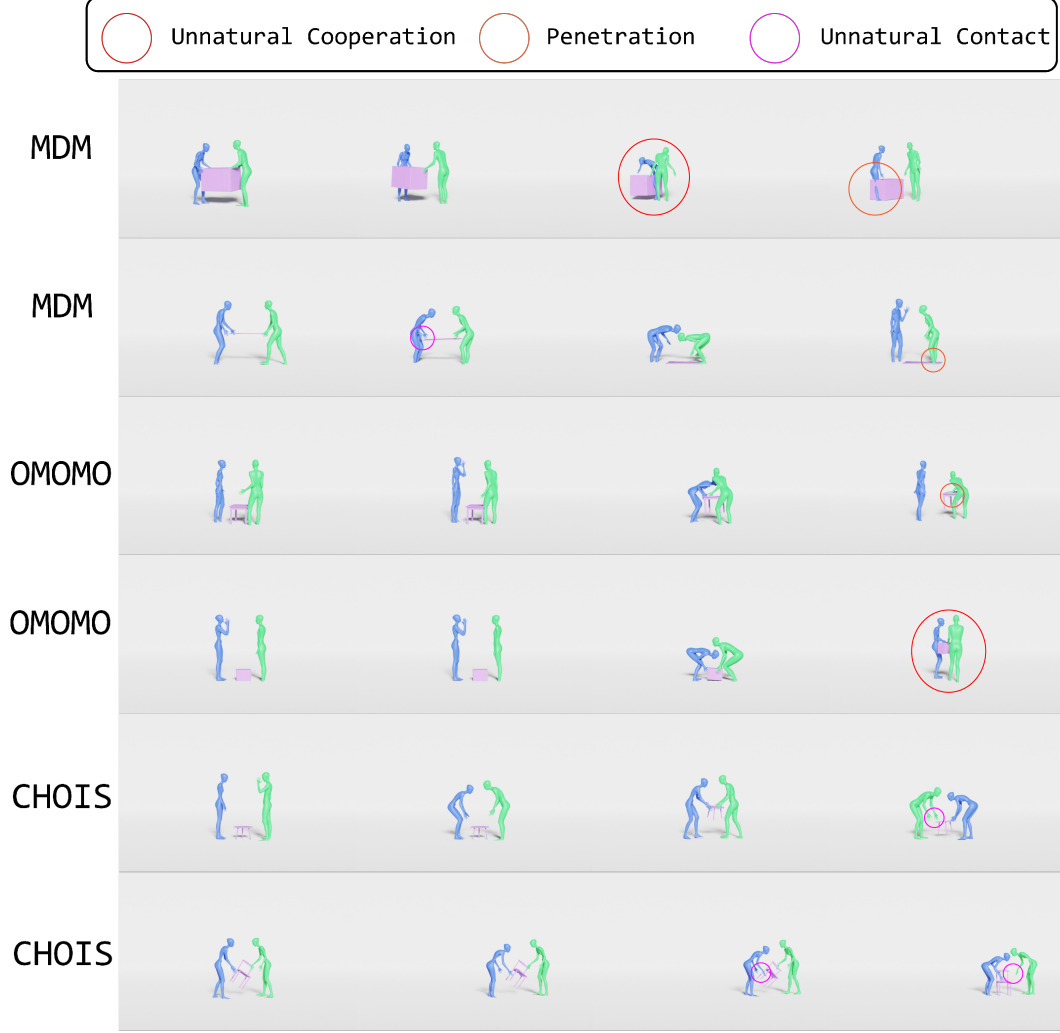 Unnatural Cooperation Penetration Unnatural Contact
MDM
MDM
OMOMO
OMOMO
CHOIS
CHOIS